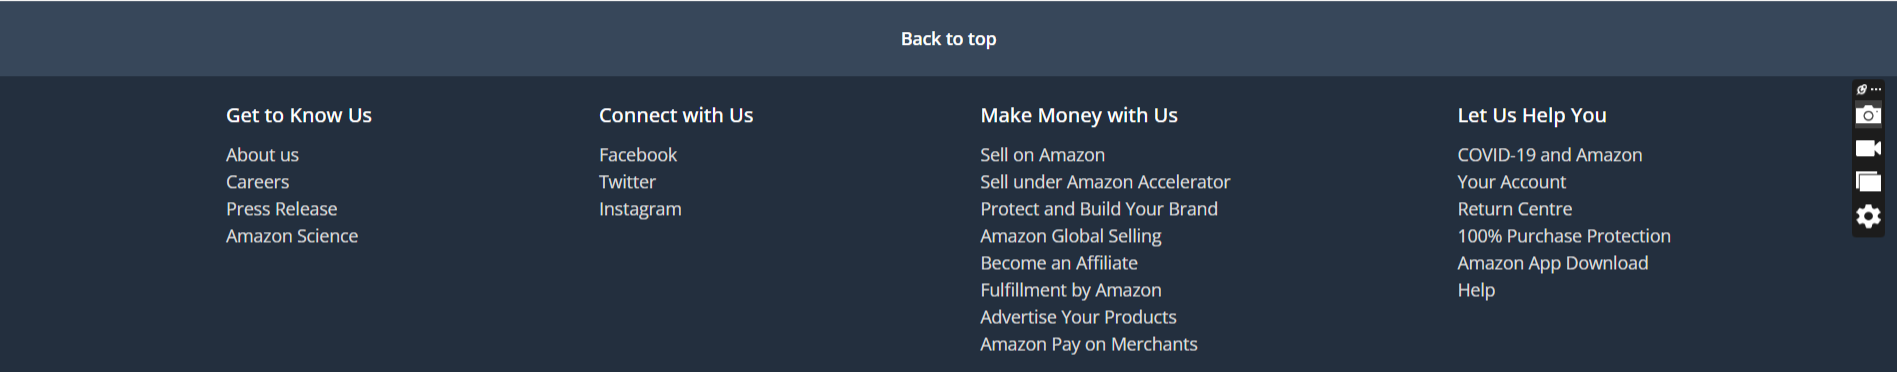 Back to top
Get to Know Us
About us
Careers
Press Release
Amazon Science
Connect with Us
Facebook
Twitter
Instagram
Make Money with Us
Sell on Amazon
Sell under Amazon Accelerator
Protect and Build Your Brand
Amazon Global Selling
Become an Affiliate
Fulfillment by Amazon
Advertise Your Products
Amazon Pay on Merchants
Let Us Help You
COVID-19 and Amazon
Your Account
Return Centre
100% Purchase Protection
Amazon App Download
Help